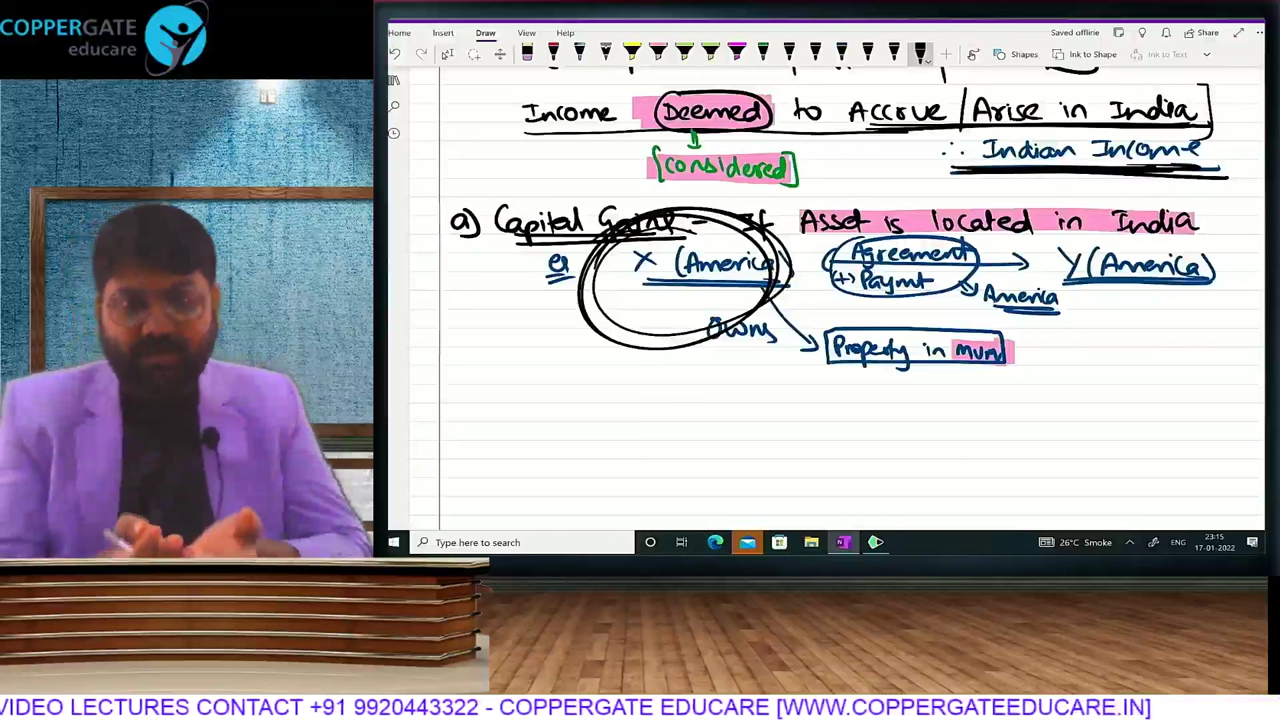 COPPERGATE
educare
Home Insert Draw View Help
Saved offline
Share
Shapes
Ink to Shape
Ink to Text
Income Deemed to Accrue / Arise in India
[considered]
∴ Indian Income
a) Capital Gain - If Asset is located in India
eg X (America) Agreement Y (America)
(+) Paymt America
Owns
Property in mum
Type here to search
26°C Smoke
ENG
23:15
17-01-2022
VIDEO LECTURES CONTACT +91 9920443322 - COPPERGATE EDUCARE [WWW.COPPERGATEEDUCARE.IN]